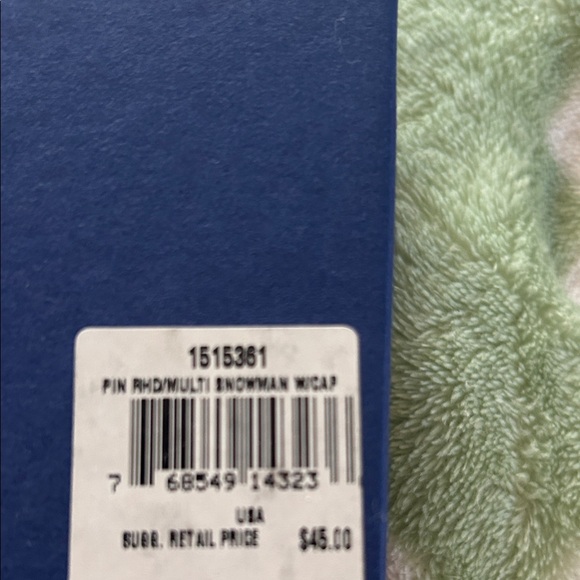 1515361
PIN RHD/MULTI SNOWMAN W/CAP
7 68549 14323
USA
SUGG. RETAIL PRICE $45.00